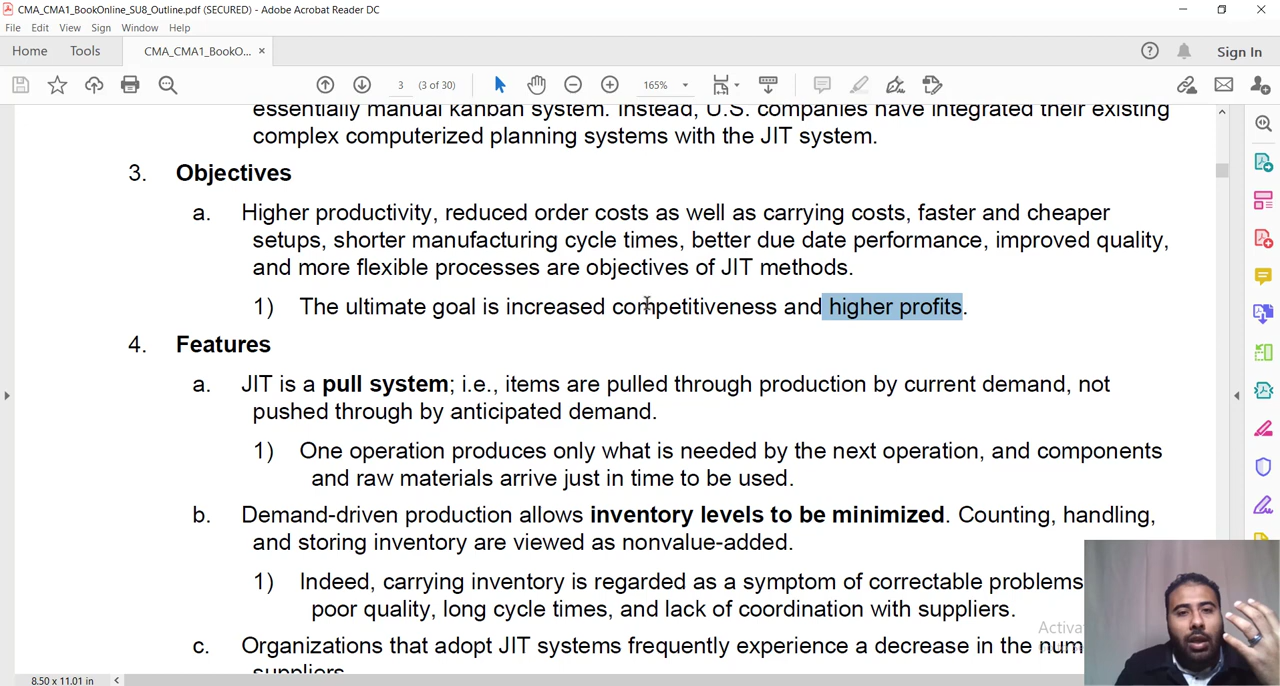 CMA_CMA1_BookOnline_SU8_Outline.pdf (SECURED) - Adobe Acrobat Reader DC
File Edit View Sign Window Help
Home Tools CMA_CMA1_BookO... × Sign In
3 (3 of 30) 165%
essentially manual kanban system. Instead, U.S. companies have integrated their existing
complex computerized planning systems with the JIT system.
3. Objectives
a. Higher productivity, reduced order costs as well as carrying costs, faster and cheaper
setups, shorter manufacturing cycle times, better due date performance, improved quality,
and more flexible processes are objectives of JIT methods.
1) The ultimate goal is increased competitiveness and higher profits.
4. Features
a. JIT is a pull system; i.e., items are pulled through production by current demand, not
pushed through by anticipated demand.
1) One operation produces only what is needed by the next operation, and components
and raw materials arrive just in time to be used.
b. Demand-driven production allows inventory levels to be minimized. Counting, handling,
and storing inventory are viewed as nonvalue-added.
1) Indeed, carrying inventory is regarded as a symptom of correctable problems
poor quality, long cycle times, and lack of coordination with suppliers.
Activa
c. Organizations that adopt JIT systems frequently experience a decrease in the num
suppliers
8.50 x 11.01 in